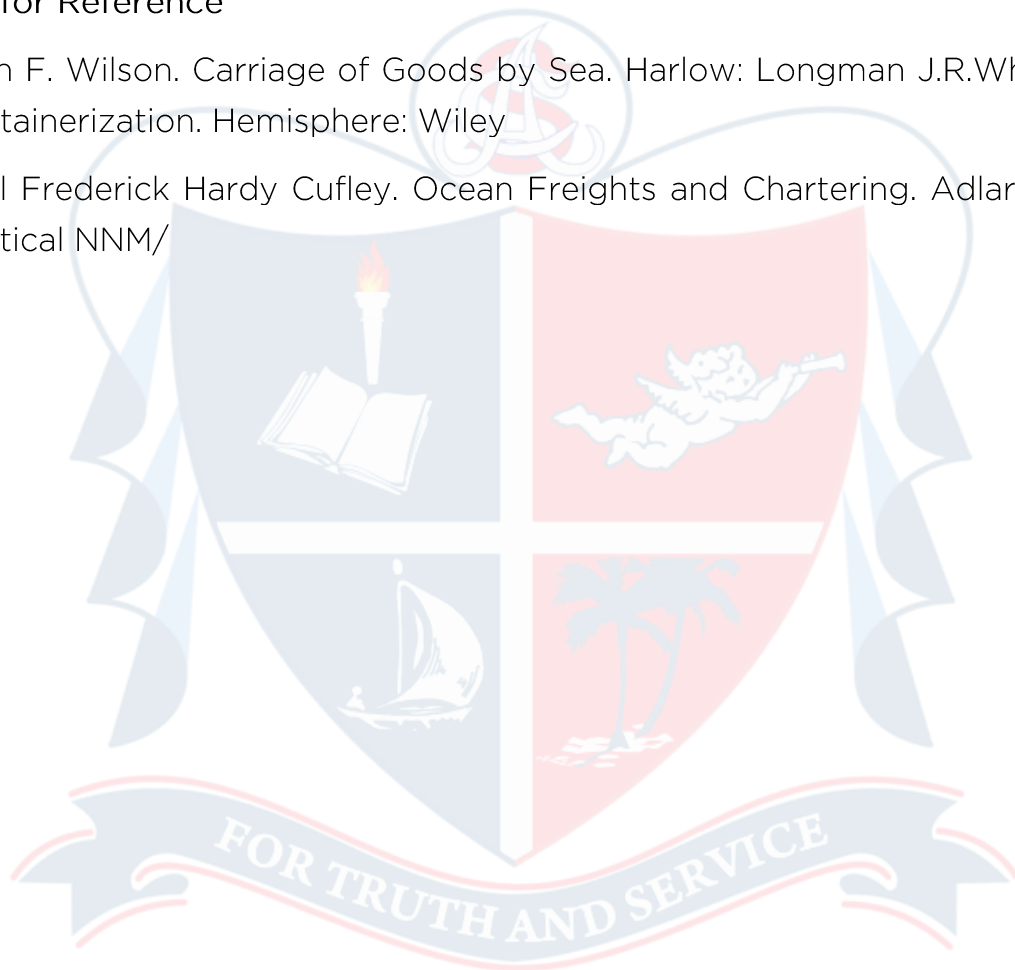 for Reference
n F. Wilson. Carriage of Goods by Sea. Harlow: Longman J.R.Wh
tainerization. Hemisphere: Wiley
l Frederick Hardy Cufley. Ocean Freights and Chartering. Adlar
tical NNM/
FOR TRUTH AND SERVICE